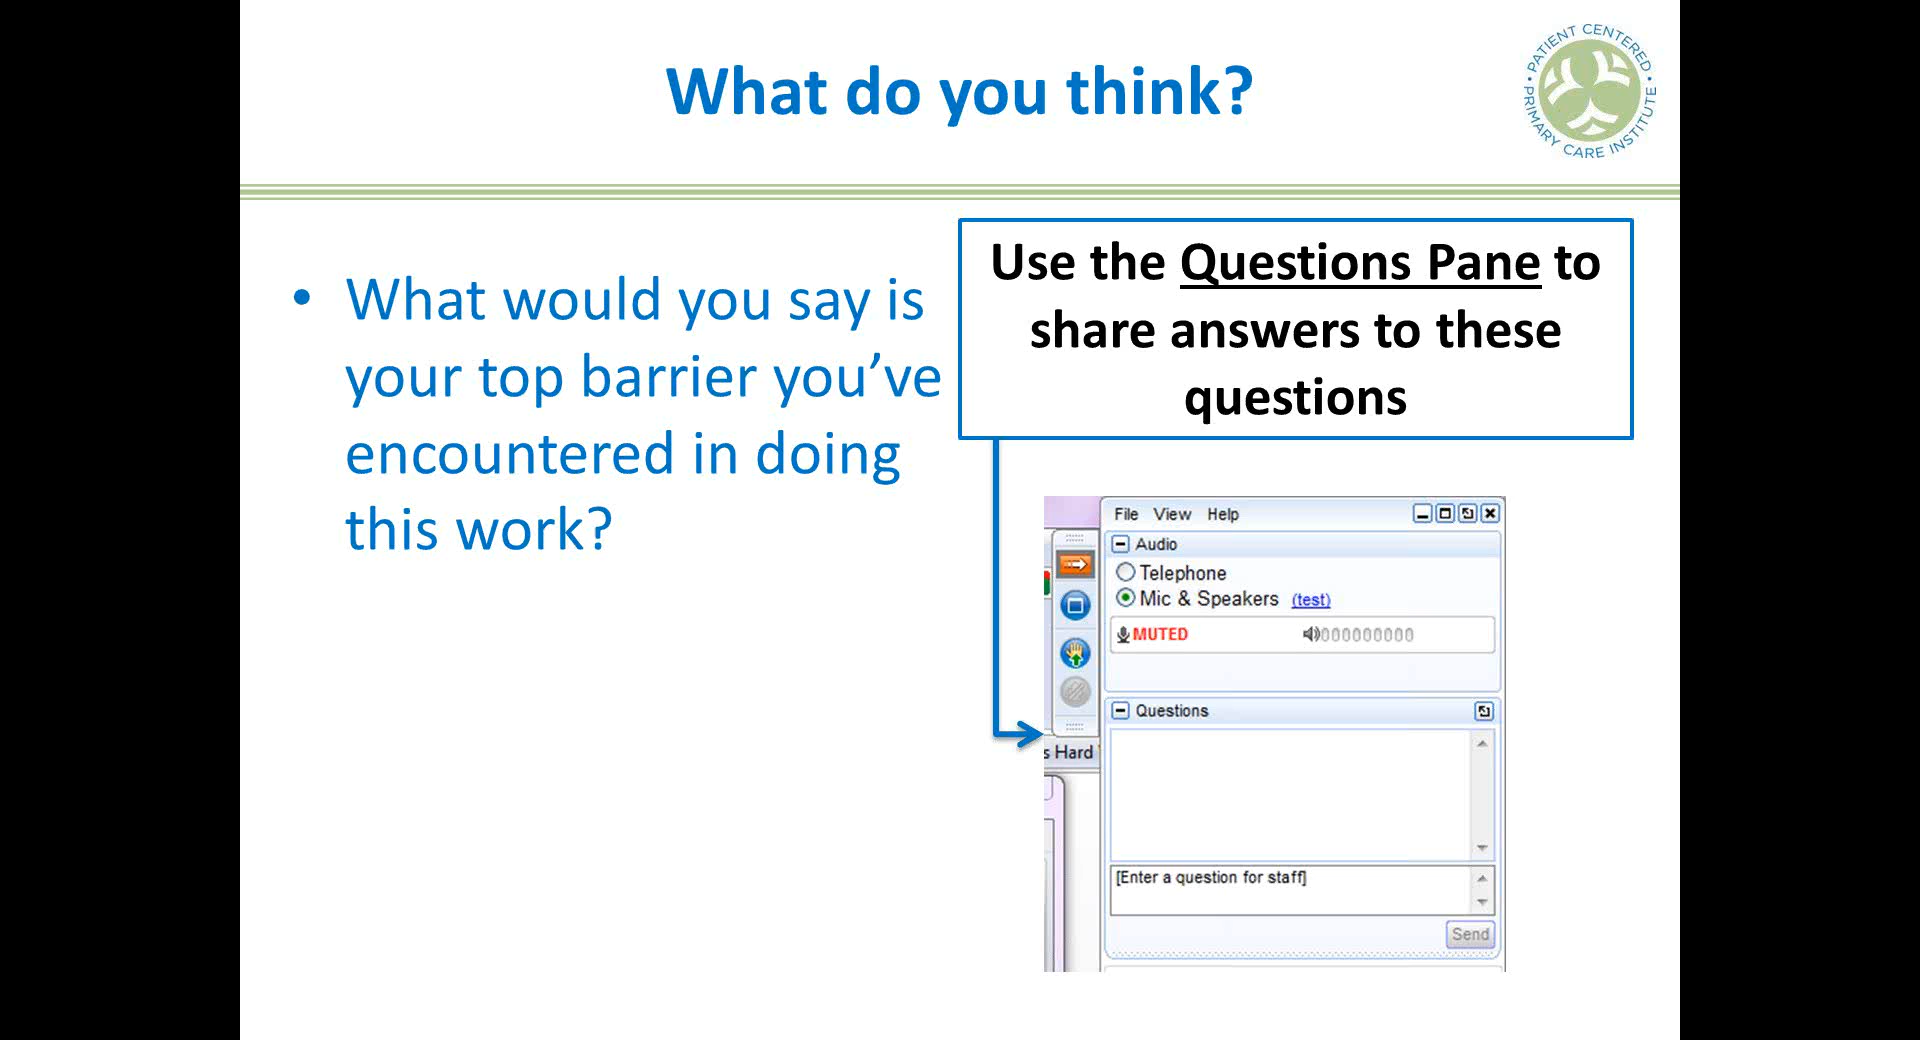 What do you think?
PATIENT CENTERED
PRIMARY CARE INSTITUTE
• What would you say is
your top barrier you’ve
encountered in doing
this work?
Use the Questions Pane to
share answers to these
questions
File View Help
Audio
Telephone
Mic & Speakers (test)
MUTED 000000000
Questions
s Hard
[Enter a question for staff]
Send